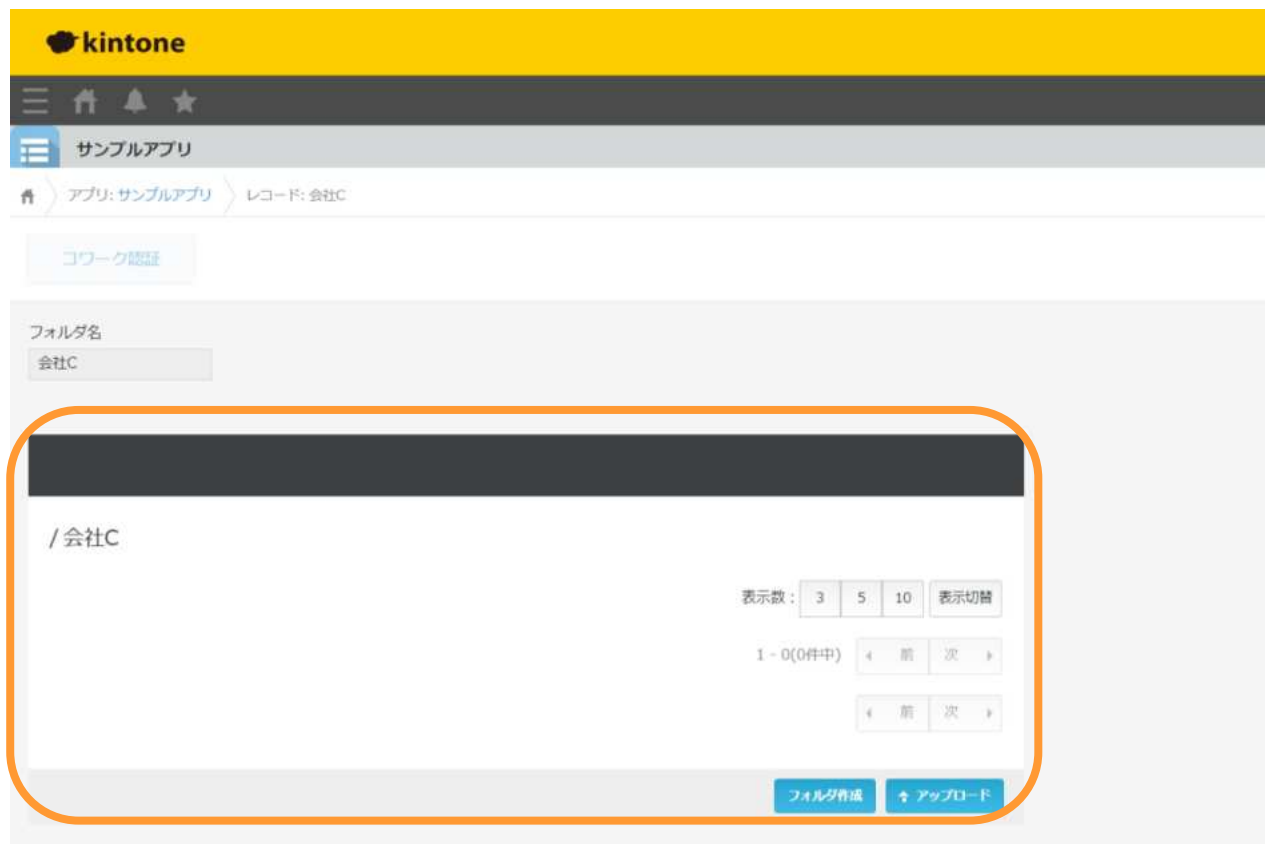 kintone
サンプルアプリ
アプリ: サンプルアプリ レコード: 会社C
コワーク認証
フォルダ名
会社C
/ 会社C
表示数： 3 5 10 表示切替
1 - 0(0件中) 前 次
前 次
フォルダ作成 アップロード